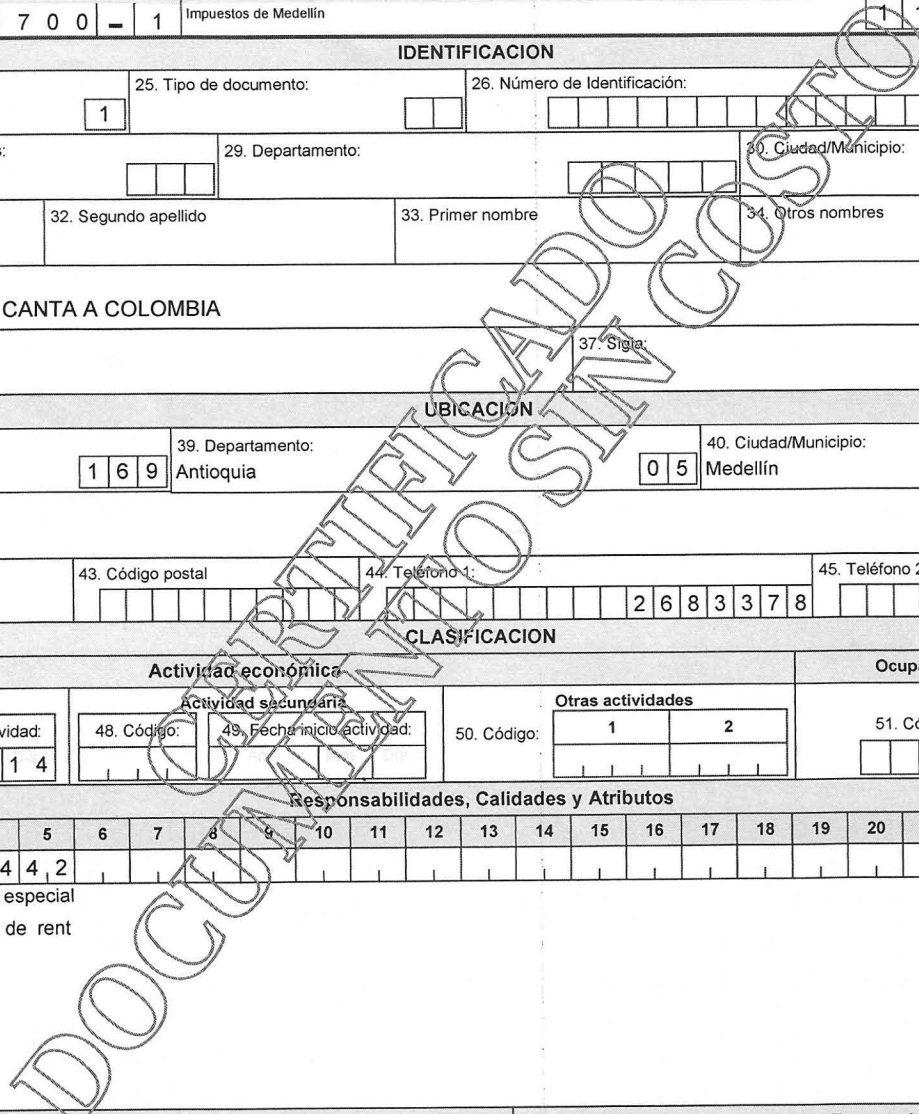 7 0 0 - 1 Impuestos de Medellín 1
IDENTIFICACION
1 25. Tipo de documento: 26. Número de Identificación:
29. Departamento: 30. Ciudad/Municipio:
32. Segundo apellido 33. Primer nombre 34. Otros nombres
CANTA A COLOMBIA
37. Sigla:
UBICACIÓN
1 6 9 39. Departamento: Antioquia 0 5 40. Ciudad/Municipio: Medellín
43. Código postal 44. Teléfono 1: 2 6 8 3 3 7 8 45. Teléfono 2
CLASIFICACION
Actividad económica Ocup
Actividad secundaria Otras actividades
vidad: 48. Código: 49. Fecha inicio actividad: 50. Código: 1 2 51. Có
1 4
Responsabilidades, Calidades y Atributos
5 6 7 8 9 10 11 12 13 14 15 16 17 18 19 20
4 4 2
especial
de rent
CERTIFICADO
DOCUMENTO SIN COSTO